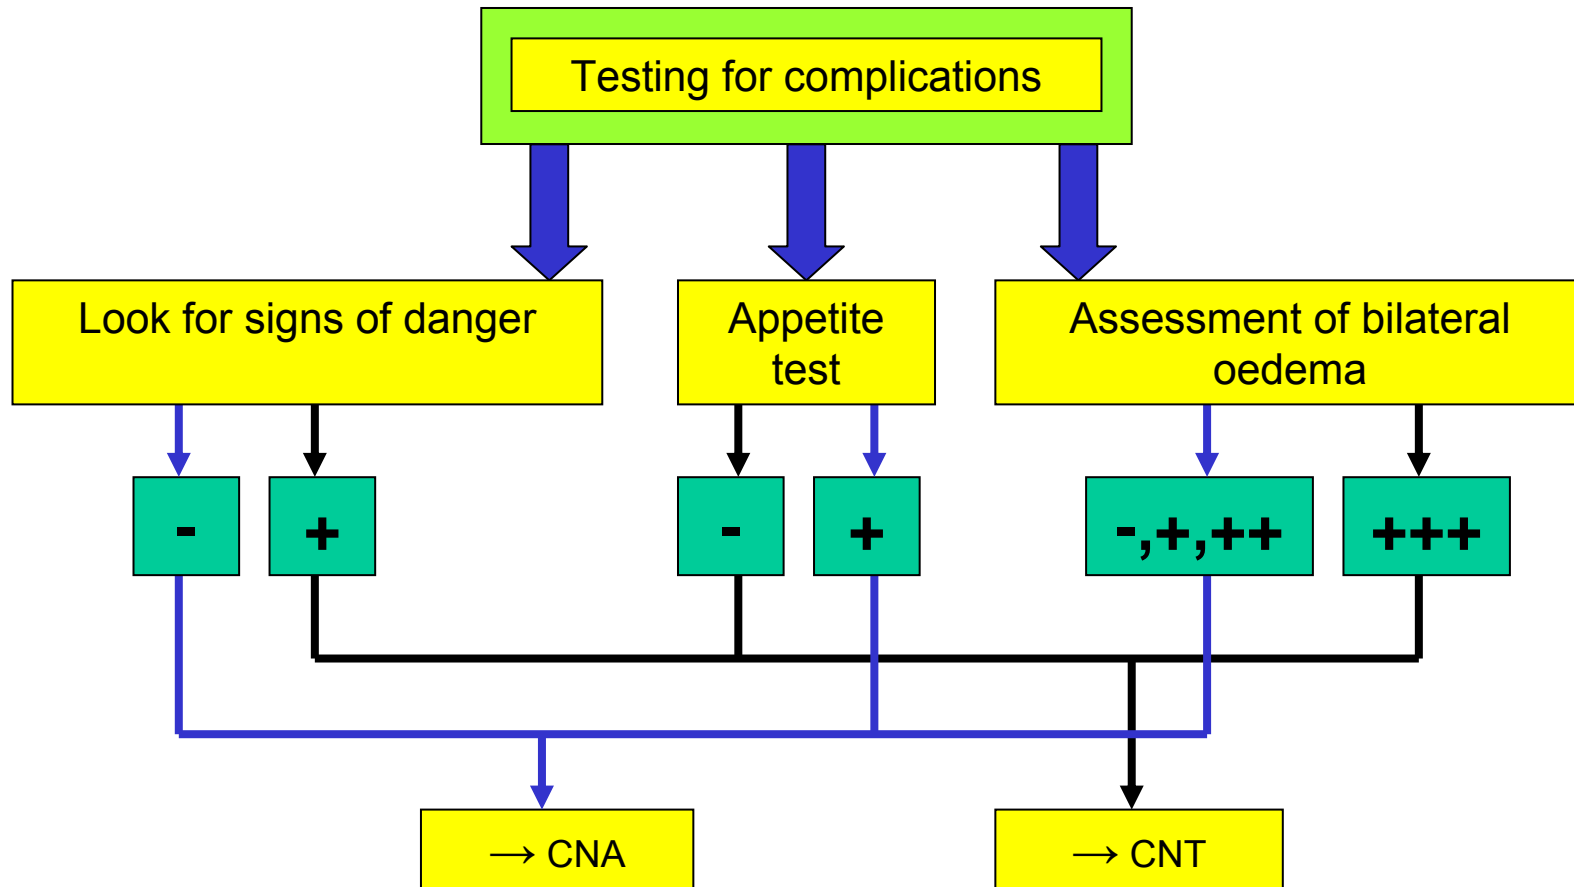 Testing for complications
Look for signs of danger
Appetite
test
Assessment of bilateral
oedema
-
+
-
+
-,+,++
+++
→ CNA
→ CNT